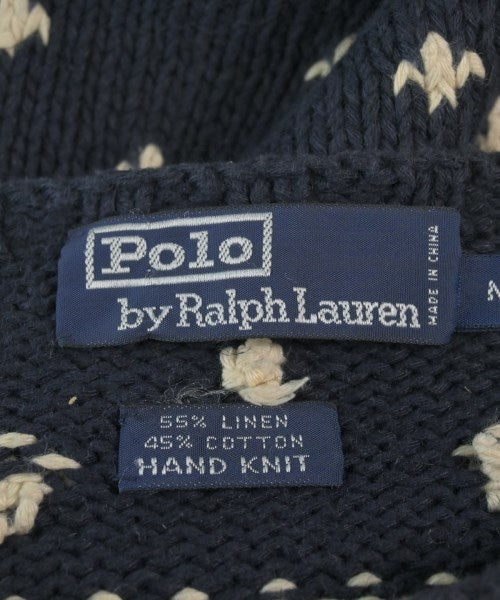 Polo
by Ralph Lauren
MADE IN CHINA
55% LINEN
45% COTTON
HAND KNIT